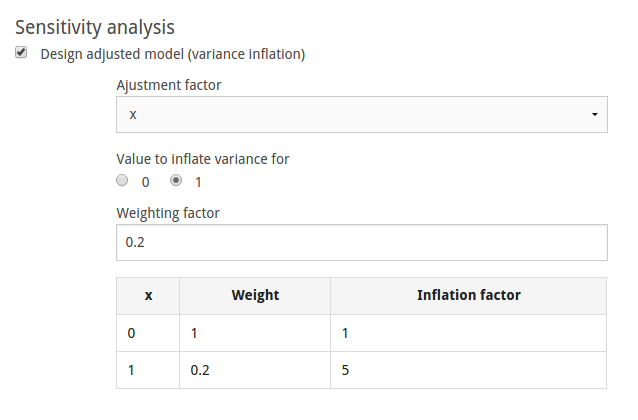 Sensitivity analysis
Design adjusted model (variance inflation)
Ajustment factor
x
Value to inflate variance for
0 1
Weighting factor
0.2
x Weight Inflation factor
0 1 1
1 0.2 5